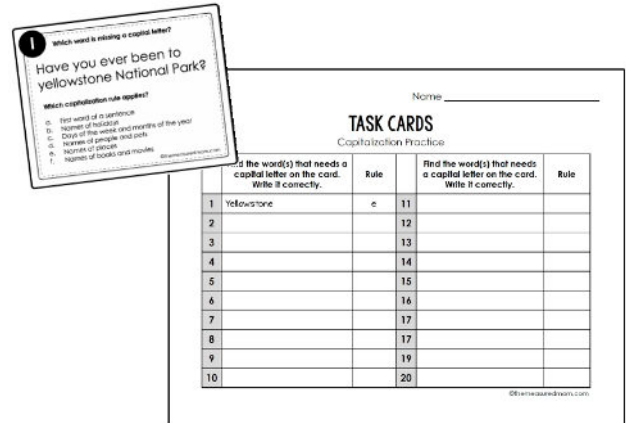 1
Which word is missing a capital letter?
Have you ever been to
yellowstone National Park?
Which capitalization rule applies?
a. First word of a sentence
b. Names of holidays
c. Days of the week and months of the year
d. Names of people and pets
e. Names of places
f. Names of books and movies
©themeasuredmom.com
Name
TASK CARDS
Capitalization Practice
the word(s) that needs a
capital letter on the card.
Write it correctly.
Rule
Find the word(s) that needs
a capital letter on the card.
Write it correctly.
Rule
1 Yellowstone e 11
2 12
3 13
4 14
5 15
6 16
7 17
8 17
9 19
10 20
©themeasuredmom.com